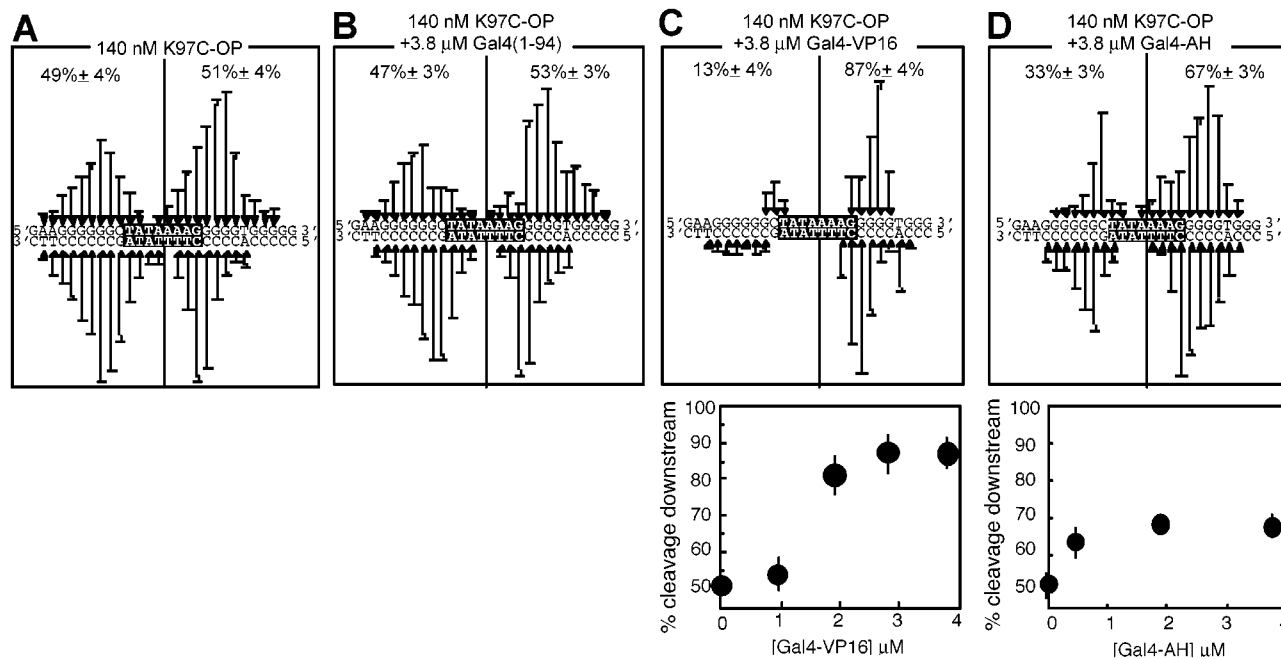 A
140 nM K97C-OP
49%± 4% 51%± 4%
5'GAAGGGGGGCTATAAAAGGGGGTGGGGG 3'
3'CTTCCCCCCGATATTTTCCCCCACCCCC 5'
B
140 nM K97C-OP
+3.8 µM Gal4(1-94)
47%± 3% 53%± 3%
5'GAAGGGGGGCTATAAAAGGGGGTGGGGG 3'
3'CTTCCCCCCGATATTTTCCCCCACCCCC 5'
C
140 nM K97C-OP
+3.8 µM Gal4-VP16
13%± 4% 87%± 4%
5'GAAGGGGGGCTATAAAAGGGGGTGGG 3'
3'CTTCCCCCCGATATTTTCCCCCACCC 5'
% cleavage downstream
100
90
80
70
60
50
0 1 2 3 4
[Gal4-VP16] µM
D
140 nM K97C-OP
+3.8 µM Gal4-AH
33%± 3% 67%± 3%
5'GAAGGGGGGCTATAAAAGGGGGTGGG 3'
3'CTTCCCCCCGATATTTTCCCCCACCC 5'
% cleavage downstream
100
90
80
70
60
50
0 1 2 3 4
[Gal4-AH] µM